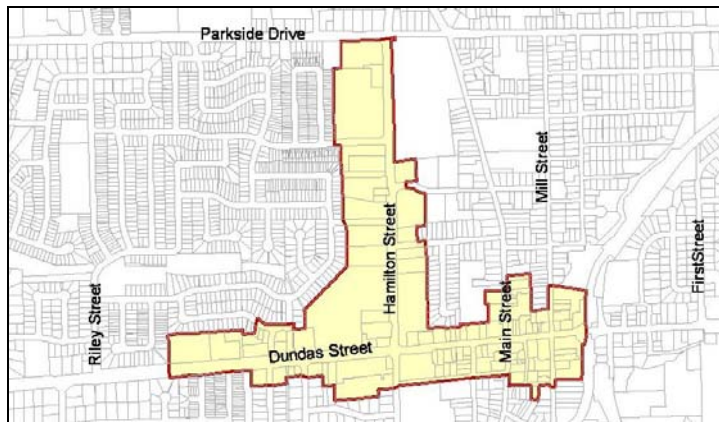 Parkside Drive
Mill Street
Hamilton Street
FirstStreet
Riley Street
Main Street
Dundas Street